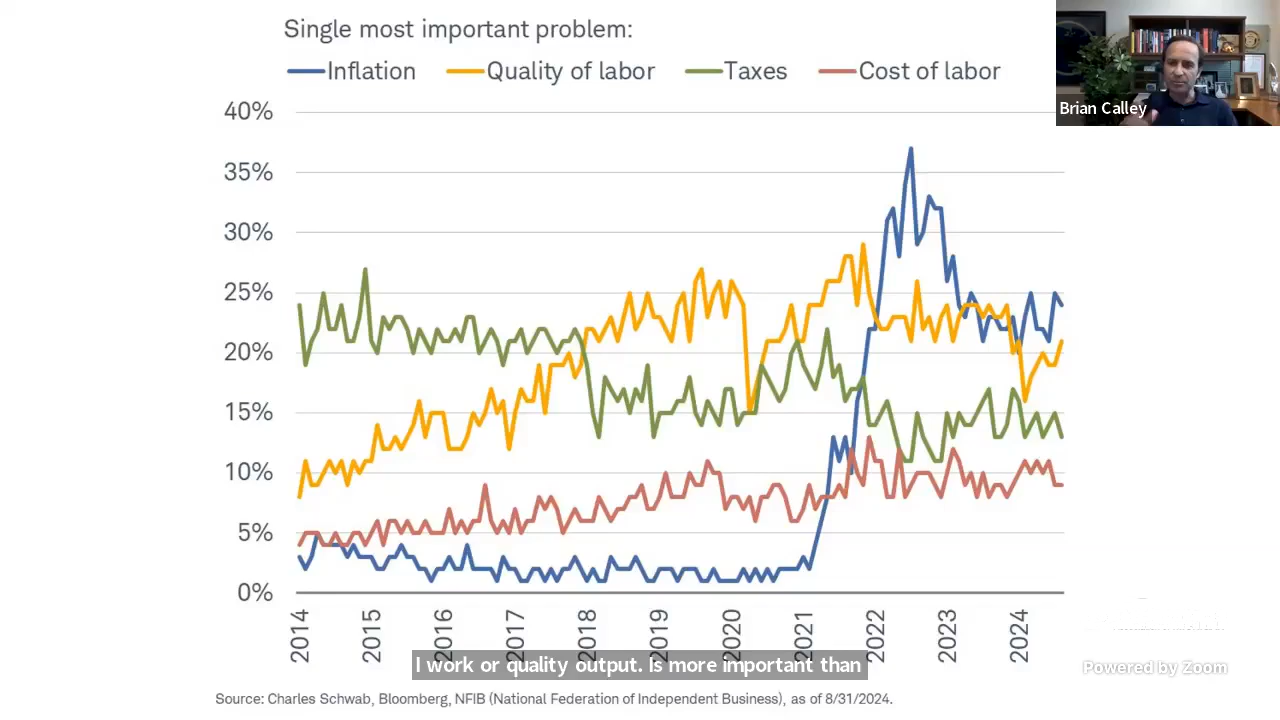 Single most important problem:
Inflation Quality of labor Taxes Cost of labor
Brian Calley
40%
35%
30%
25%
20%
15%
10%
5%
0%
2014 2015 2016 2017 2018 2019 2020 2021 2022 2023 2024
I work or quality output. Is more important than
Powered by Zoom
Source: Charles Schwab, Bloomberg, NFIB (National Federation of Independent Business), as of 8/31/2024.